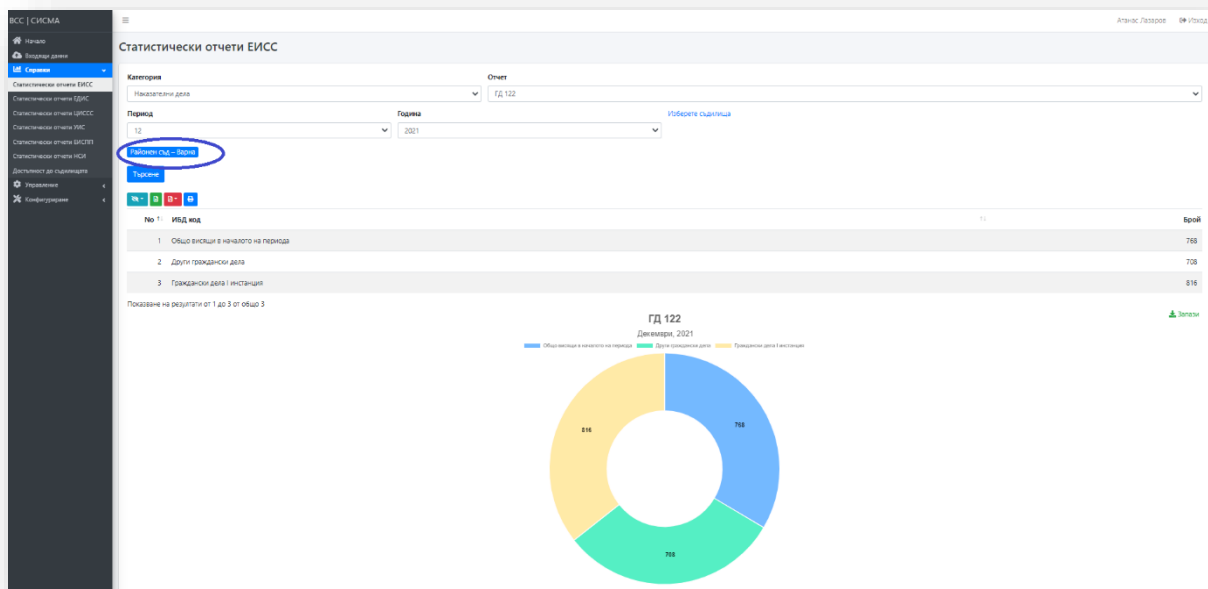 ВСС | СИСМА
Атанас Лазаров Изход
Начало
Входящи данни
Справки
Статистически отчети ЕИСС
Статистически отчети ЕДИС
Статистически отчети ЦИССС
Статистически отчети УИС
Статистически отчети ЕИСПП
Статистически отчети НСИ
Достъпност до съдилищата
Управление
Конфигуриране
Статистически отчети ЕИСС
Категория Отчет
Наказателни дела ГД 122
Период Година Изберете съдилища
12 2021
Районен съд – Варна
Търсене
No ИБД код Брой
1 Общо висящи в началото на периода 768
2 Други граждански дела 708
3 Граждански дела I инстанция 816
Показване на резултати от 1 до 3 от общо 3
Запази
ГД 122
Декември, 2021
Общо висящи в началото на периода Други граждански дела Граждански дела I инстанция
816
768
708